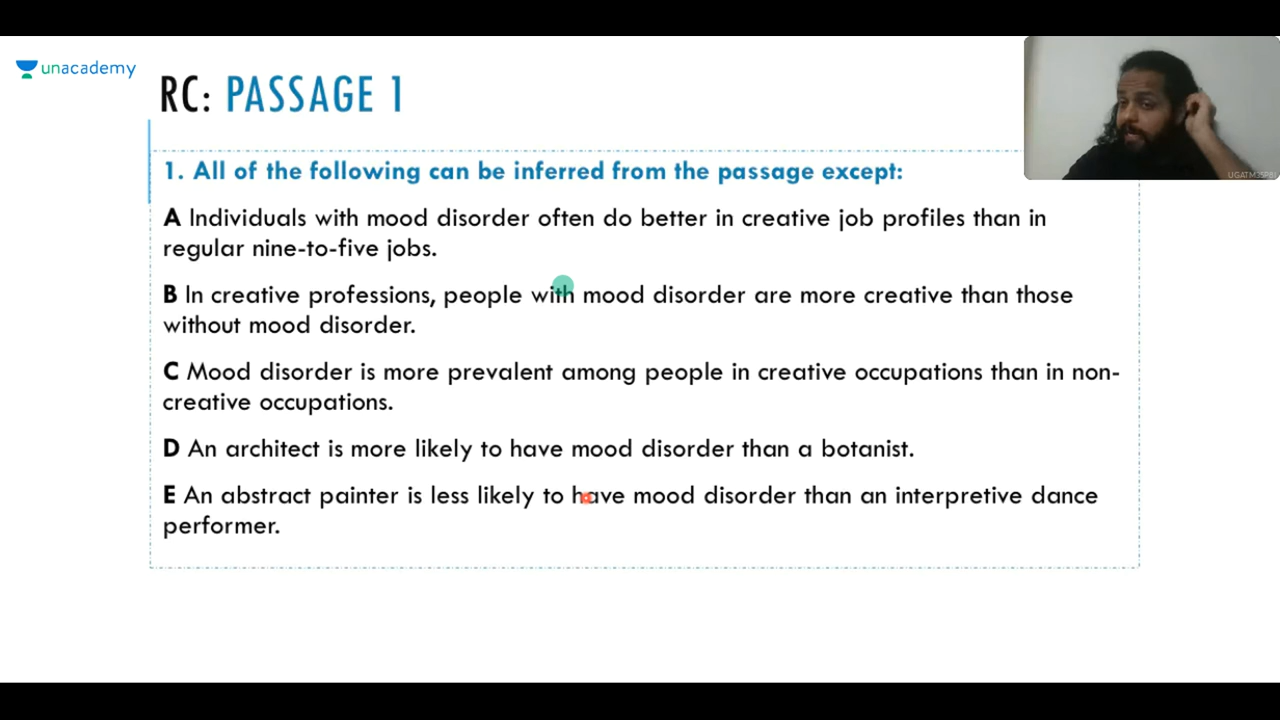 unacademy
RC: PASSAGE 1
1. All of the following can be inferred from the passage except:
A Individuals with mood disorder often do better in creative job profiles than in
regular nine-to-five jobs.
B In creative professions, people with mood disorder are more creative than those
without mood disorder.
C Mood disorder is more prevalent among people in creative occupations than in non-
creative occupations.
D An architect is more likely to have mood disorder than a botanist.
E An abstract painter is less likely to have mood disorder than an interpretive dance
performer.